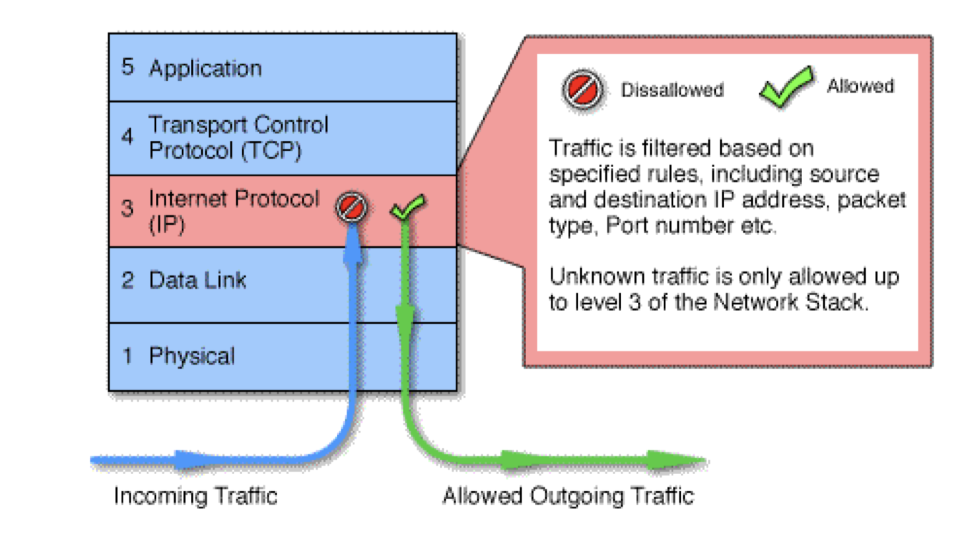 5 Application
4 Transport Control
Protocol (TCP)
3 Internet Protocol
(IP)
2 Data Link
1 Physical
Incoming Traffic
Allowed Outgoing Traffic
Dissallowed
Allowed
Traffic is filtered based on
specified rules, including source
and destination IP address, packet
type, Port number etc.
Unknown traffic is only allowed up
to level 3 of the Network Stack.